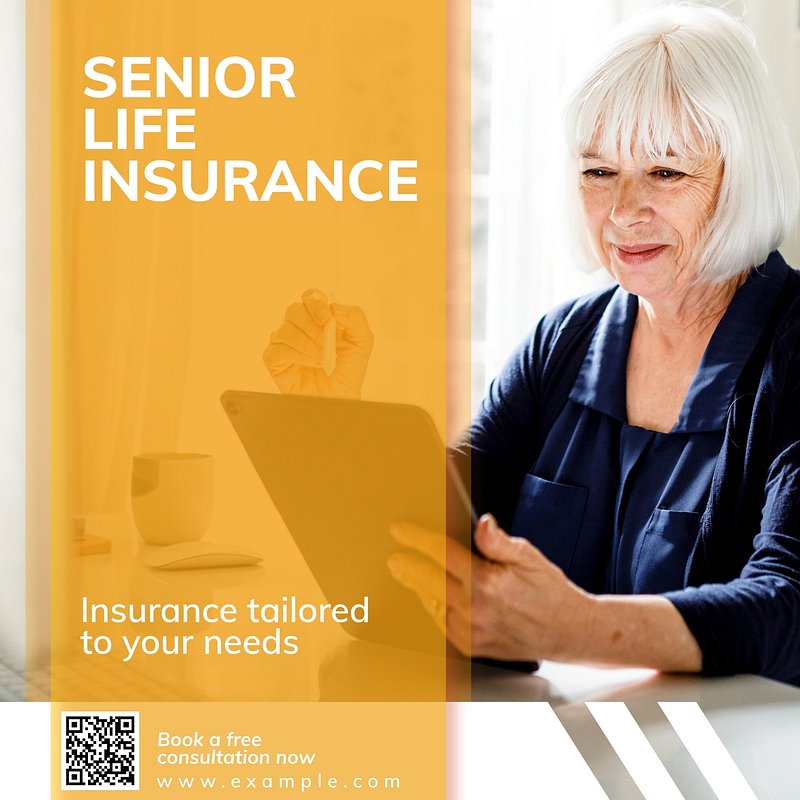 SENIOR
LIFE
INSURANCE
Insurance tailored
to your needs
Book a free
consultation now
www.example.com